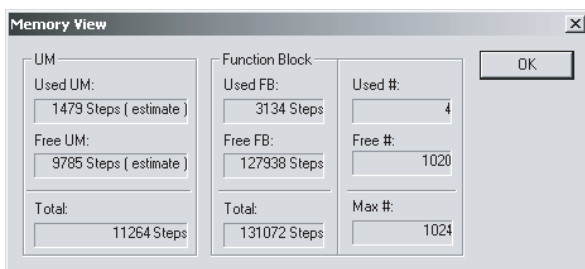 Memory View
UM
Used UM:
1479 Steps ( estimate )
Free UM:
9785 Steps ( estimate )
Total:
11264 Steps
Function Block
Used FB:
3134 Steps
Free FB:
127938 Steps
Total:
131072 Steps
Used #:
4
Free #:
1020
Max #:
1024
OK